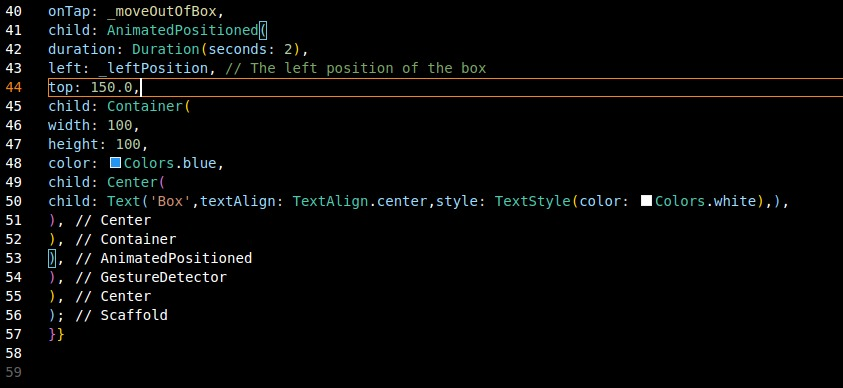 40 onTap: _moveOutOfBox,
41 child: AnimatedPositioned(
42 duration: Duration(seconds: 2),
43 left: _leftPosition, // The left position of the box
44 top: 150.0,
45 child: Container(
46 width: 100,
47 height: 100,
48 color: Colors.blue,
49 child: Center(
50 child: Text('Box',textAlign: TextAlign.center,style: TextStyle(color: Colors.white),),
51 ), // Center
52 ), // Container
53 ), // AnimatedPositioned
54 ), // GestureDetector
55 ), // Center
56 ); // Scaffold
57 }}
58
59